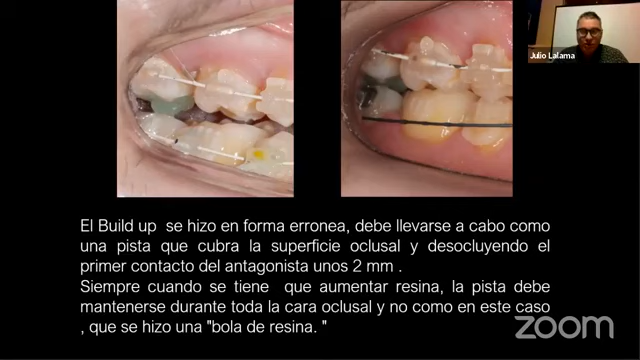 Julio Lalama
El Build up se hizo en forma erronea, debe llevarse a cabo como
una pista que cubra la superficie oclusal y desocluyendo el
primer contacto del antagonista unos 2 mm .
Siempre cuando se tiene que aumentar resina, la pista debe
mantenerse durante toda la cara oclusal y no como en este caso
, que se hizo una "bola de resina. "
zoom